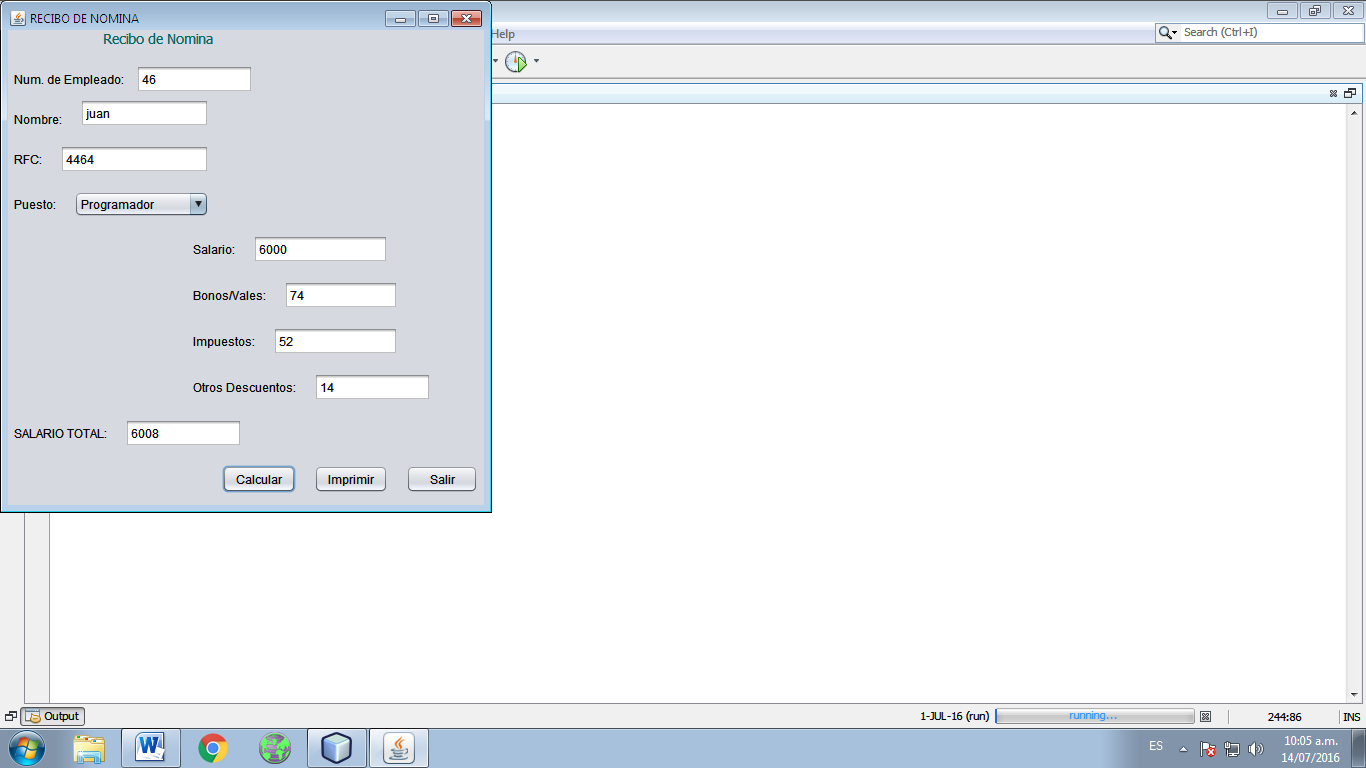 RECIBO DE NOMINA
Recibo de Nomina
Help
Search (Ctrl+I)
Num. de Empleado: 46
Nombre: juan
RFC: 4464
Puesto: Programador
Salario: 6000
Bonos/Vales: 74
Impuestos: 52
Otros Descuentos: 14
SALARIO TOTAL: 6008
Calcular Imprimir Salir
Output 1-JUL-16 (run) running... 244:86 INS
ES 10:05 a.m.
14/07/2016